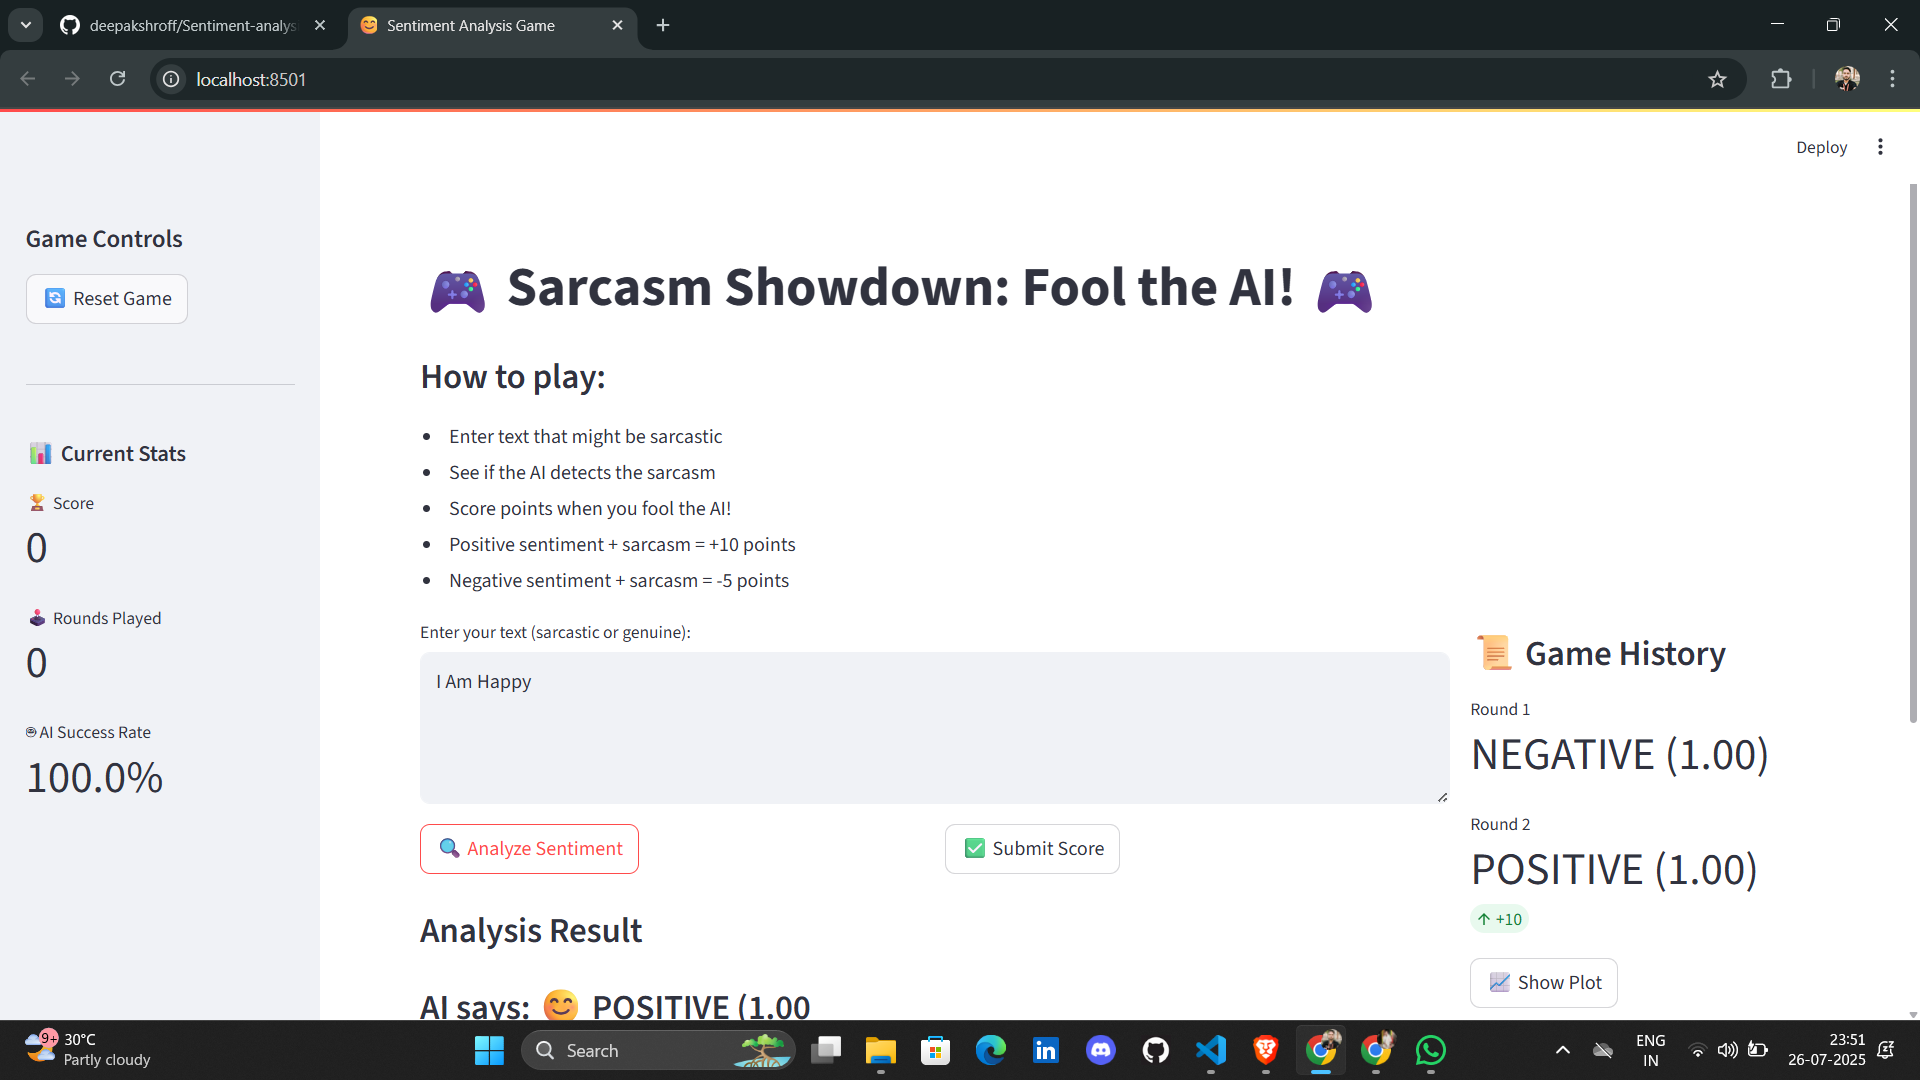 deepakshroff/Sentiment-analys
Sentiment Analysis Game
localhost:8501
Deploy
Game Controls
Reset Game
Current Stats
Score
0
Rounds Played
0
AI Success Rate
100.0%
Sarcasm Showdown: Fool the AI!
How to play:
Enter text that might be sarcastic
See if the AI detects the sarcasm
Score points when you fool the AI!
Positive sentiment + sarcasm = +10 points
Negative sentiment + sarcasm = -5 points
Enter your text (sarcastic or genuine):
I Am Happy
Analyze Sentiment
Submit Score
Analysis Result
AI says: 😊 POSITIVE (1.00
Game History
Round 1
NEGATIVE (1.00)
Round 2
POSITIVE (1.00)
↑ +10
Show Plot
9+
30°C
Partly cloudy
Search
ENG
IN
23:51
26-07-2025